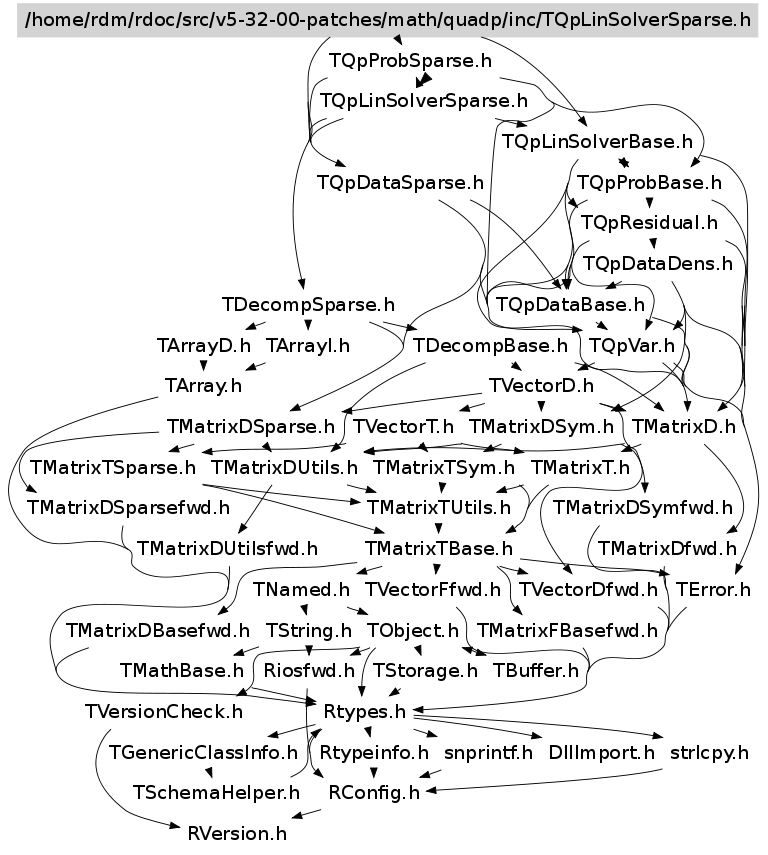 /home/rdm/rdoc/src/v5-32-00-patches/math/quadp/inc/TQpLinSolverSparse.h
TQpProbSparse.h
TQpLinSolverSparse.h
TQpLinSolverBase.h
TQpDataSparse.h
TQpProbBase.h
TQpResidual.h
TQpDataDens.h
TDecompSparse.h
TQpDataBase.h
TArrayD.h
TArrayI.h
TDecompBase.h
TQpVar.h
TArray.h
TVectorD.h
TMatrixDSparse.h
TVectorT.h
TMatrixDSym.h
TMatrixD.h
TMatrixTSparse.h
TMatrixDUtils.h
TMatrixTSym.h
TMatrixT.h
TMatrixDSparsefwd.h
TMatrixTUtils.h
TMatrixDSymfwd.h
TMatrixDUtilsfwd.h
TMatrixTBase.h
TMatrixDfwd.h
TNamed.h
TVectorFfwd.h
TVectorDfwd.h
TError.h
TMatrixDBasefwd.h
TString.h
TObject.h
TMatrixFBasefwd.h
TMathBase.h
Riosfwd.h
TStorage.h
TBuffer.h
TVersionCheck.h
Rtypes.h
TGenericClassInfo.h
Rtypeinfo.h
snprintf.h
DllImport.h
strlcpy.h
TSchemaHelper.h
RConfig.h
RVersion.h